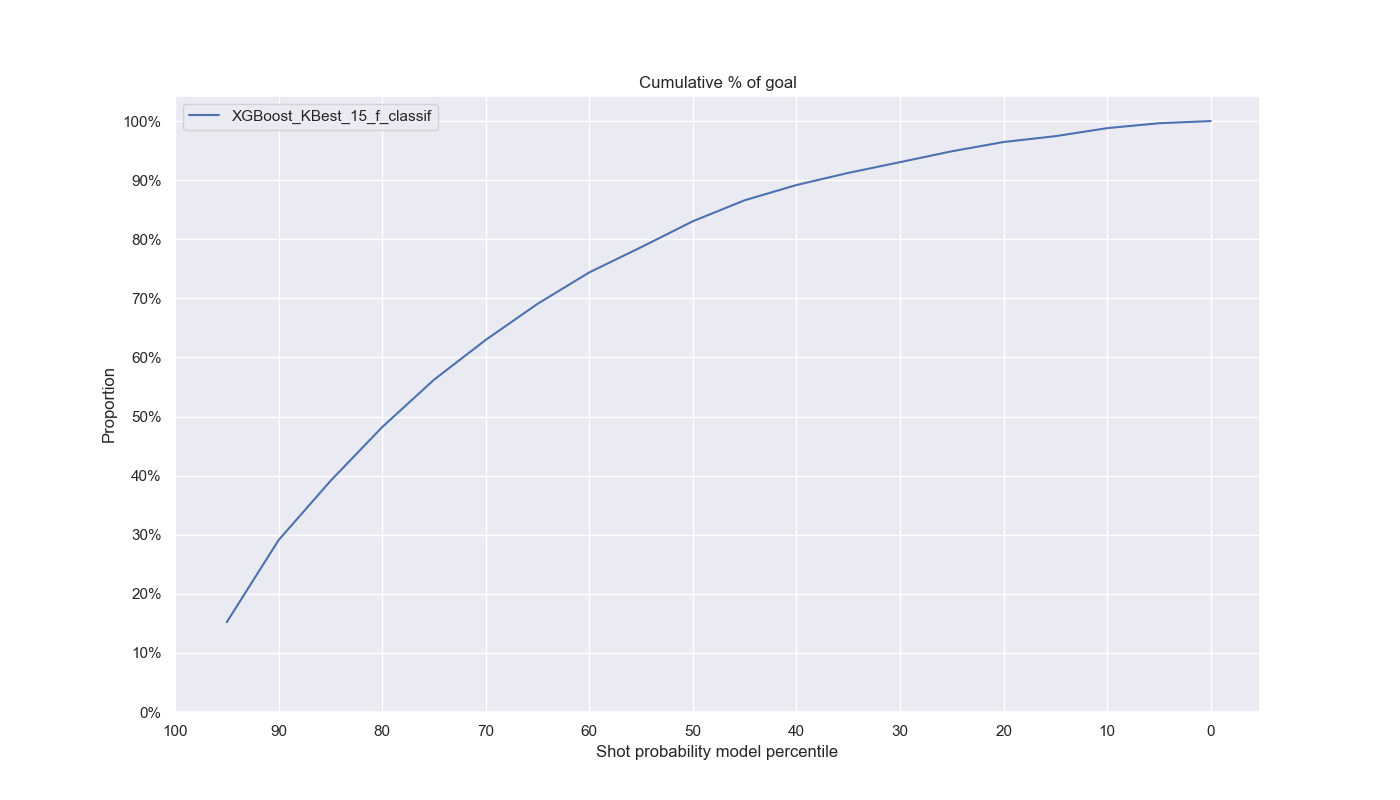 Cumulative % of goal
XGBoost_KBest_15_f_classif
100%
90%
80%
70%
60%
50%
40%
30%
20%
10%
0%
Proportion
100 90 80 70 60 50 40 30 20 10 0
Shot probability model percentile